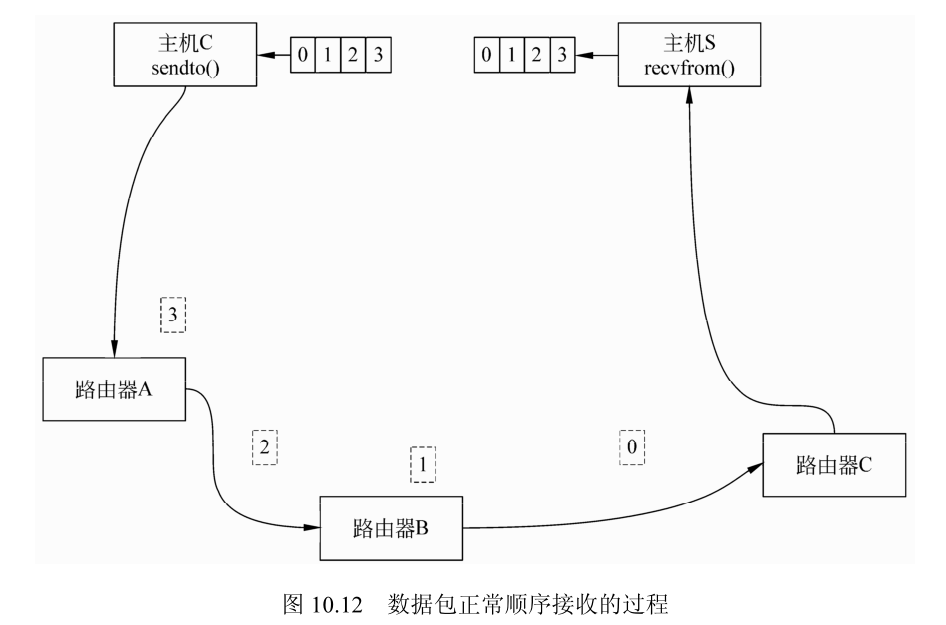 主机C
sendto()
0 1 2 3
0 1 2 3
主机S
recvfrom()
3
路由器A
2
1
0
路由器C
路由器B
图 10.12 数据包正常顺序接收的过程